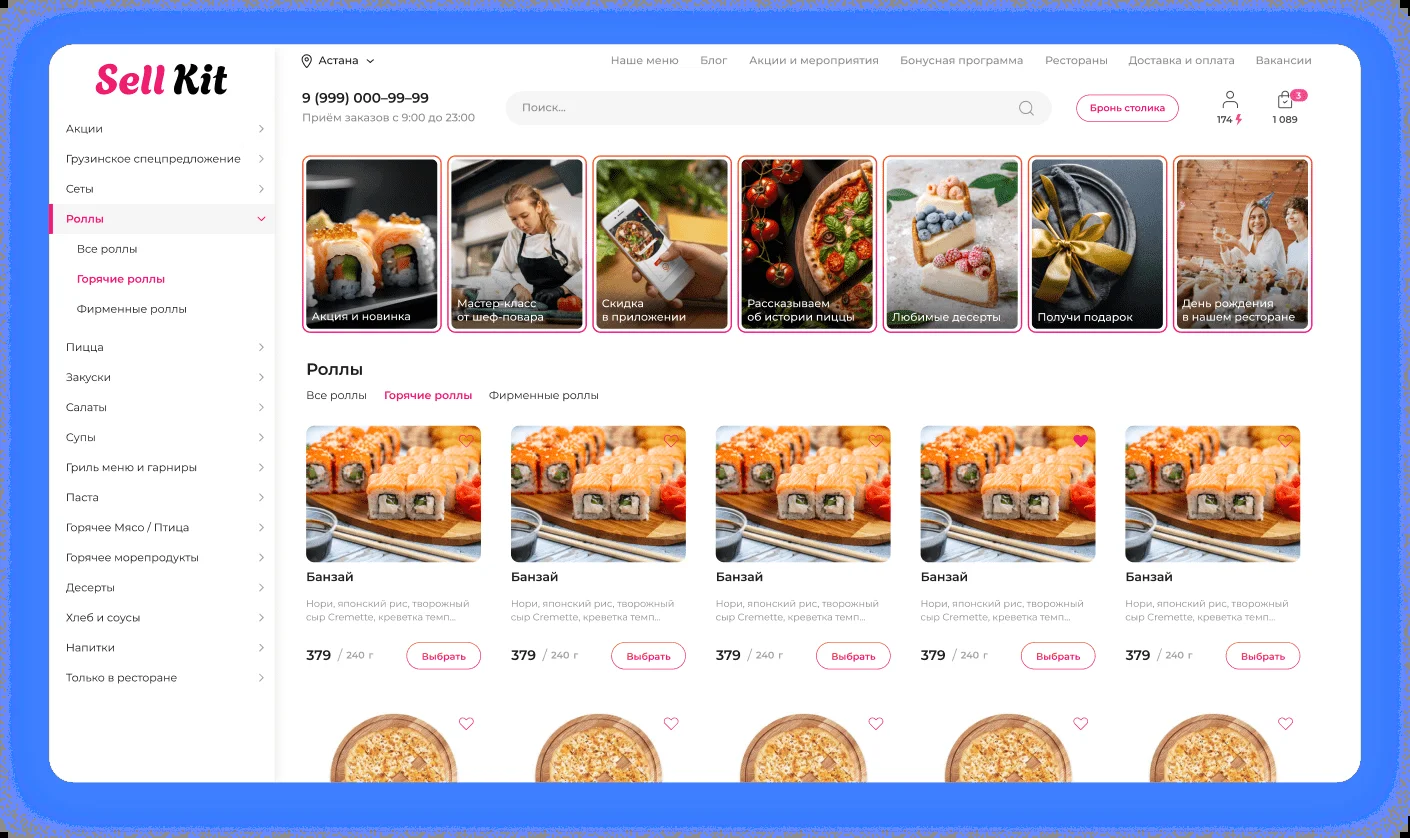 Sell Kit
Акции
Грузинское спецпредложение
Сеты
Роллы
Все роллы
Горячие роллы
Фирменные роллы
Пицца
Закуски
Салаты
Супы
Гриль меню и гарниры
Паста
Горячее Мясо / Птица
Горячее морепродукты
Десерты
Хлеб и соусы
Напитки
Только в ресторане
Астана
Наше меню Блог Акции и мероприятия Бонусная программа Рестораны Доставка и оплата Вакансии
9 (999) 000–99–99
Приём заказов с 9:00 до 23:00
Поиск...
Бронь столика
174
3
1 089
Акция и новинка
Мастер-класс
от шеф-повара
Скидка
в приложении
Рассказываем
об истории пиццы
Любимые десерты
Получи подарок
День рождения
в нашем ресторане
Роллы
Все роллы Горячие роллы Фирменные роллы
Банзай
Нори, японский рис, творожный
сыр Cremette, креветка темп...
379 / 240 г Выбрать
Банзай
Нори, японский рис, творожный
сыр Cremette, креветка темп...
379 / 240 г Выбрать
Банзай
Нори, японский рис, творожный
сыр Cremette, креветка темп...
379 / 240 г Выбрать
Банзай
Нори, японский рис, творожный
сыр Cremette, креветка темп...
379 / 240 г Выбрать
Банзай
Нори, японский рис, творожный
сыр Cremette, креветка темп...
379 / 240 г Выбрать